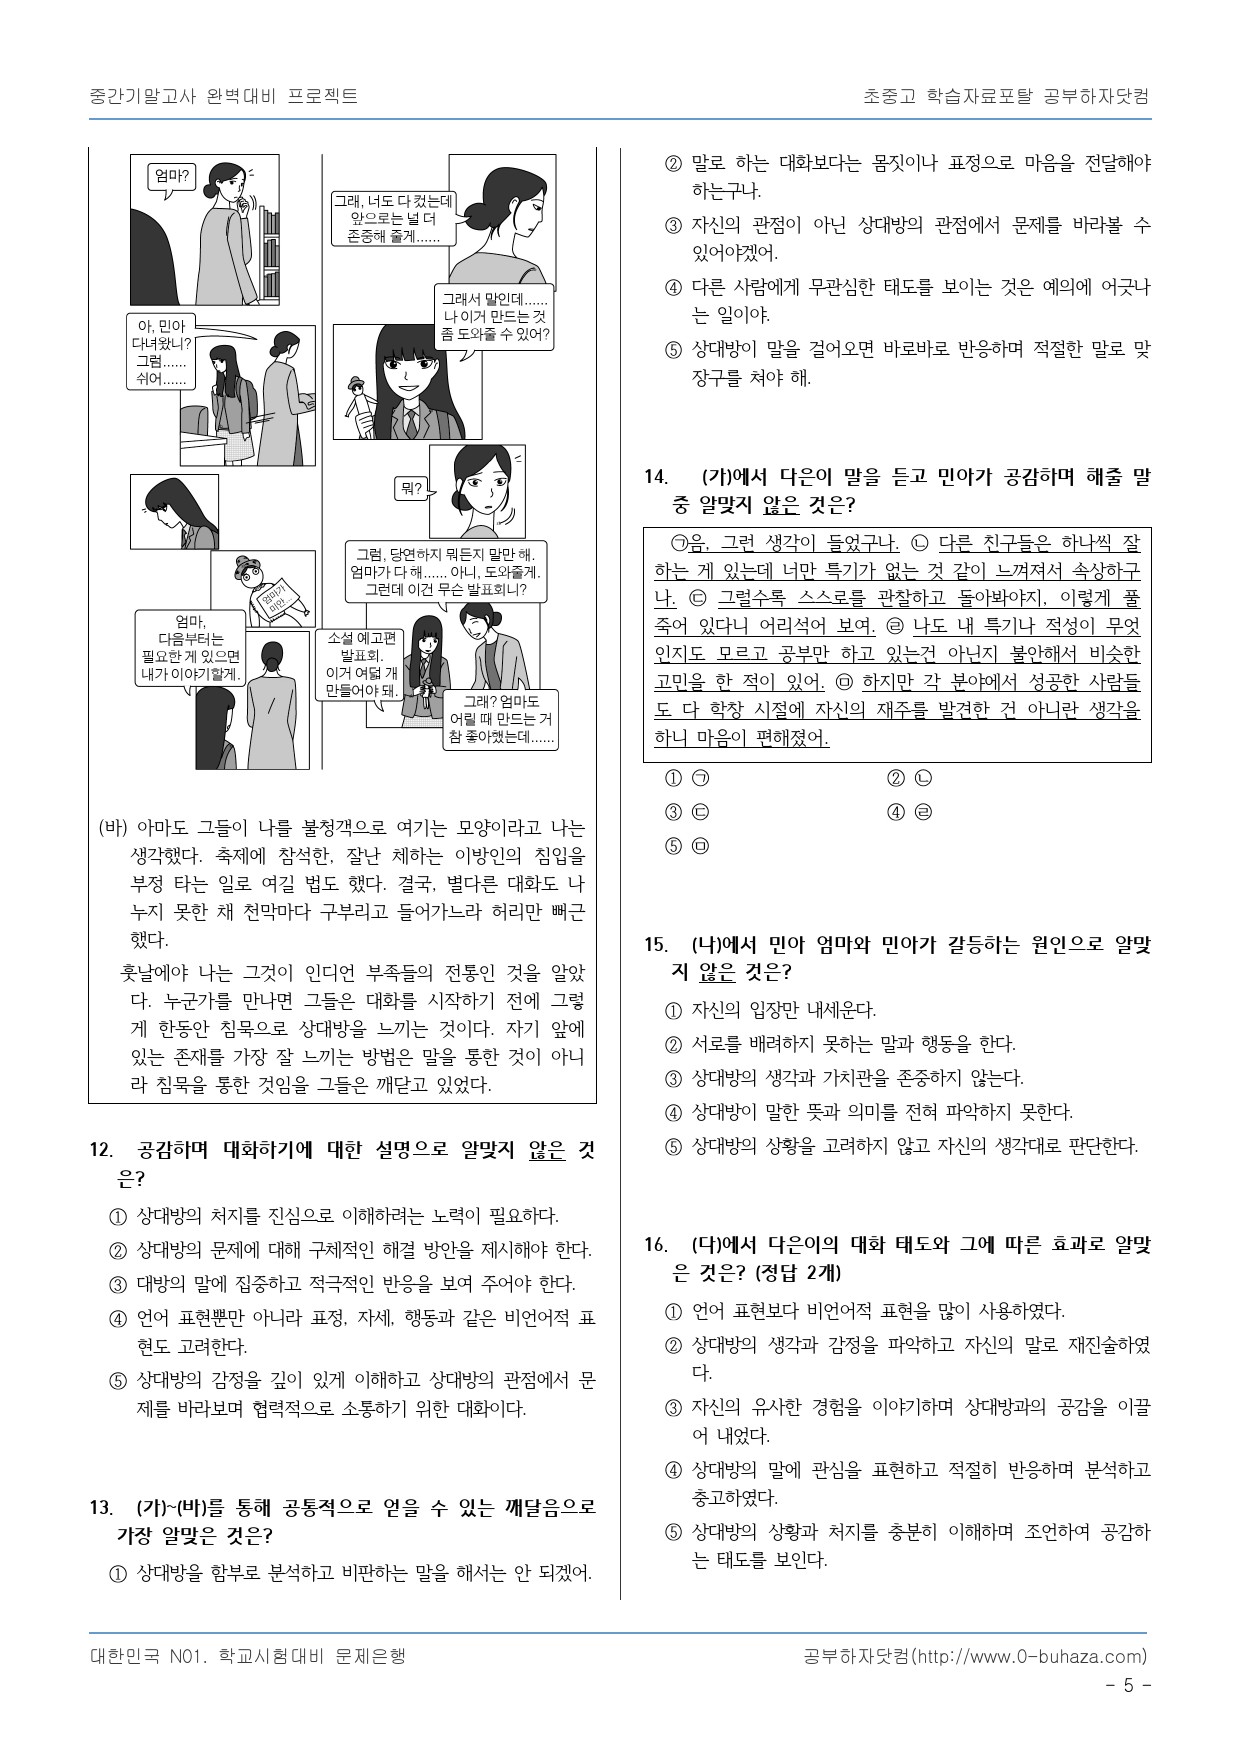 중간기말고사 완벽대비 프로젝트
초중고 학습자료포탈 공부하자닷컴
엄마?
아, 민아
다녀왔니?
그럼......
쉬어......
엄마가
미안...
엄마,
다음부터는
필요한 게 있으면
내가 이야기할게.
그래, 너도 다 컸는데
앞으로는 널 더
존중해 줄게......
그래서 말인데......
나 이거 만드는 것
좀 도와줄 수 있어?
뭐?
그럼, 당연하지 뭐든지 말만 해.
엄마가 다 해...... 아니, 도와줄게.
그런데 이건 무슨 발표회니?
소설 예고편
발표회.
이거 여덟 개
만들어야 돼.
그래? 엄마도
어릴 때 만드는 거
참 좋아했는데......
(바) 아마도 그들이 나를 불청객으로 여기는 모양이라고 나는
생각했다. 축제에 참석한, 잘난 체하는 이방인의 침입을
부정 타는 일로 여길 법도 했다. 결국, 별다른 대화도 나
누지 못한 채 천막마다 구부리고 들어가느라 허리만 뻐근
했다.
훗날에야 나는 그것이 인디언 부족들의 전통인 것을 알았
다. 누군가를 만나면 그들은 대화를 시작하기 전에 그렇
게 한동안 침묵으로 상대방을 느끼는 것이다. 자기 앞에
있는 존재를 가장 잘 느끼는 방법은 말을 통한 것이 아니
라 침묵을 통한 것임을 그들은 깨닫고 있었다.
12. 공감하며 대화하기에 대한 설명으로 알맞지 않은 것
은?
① 상대방의 처지를 진심으로 이해하려는 노력이 필요하다.
② 상대방의 문제에 대해 구체적인 해결 방안을 제시해야 한다.
③ 대방의 말에 집중하고 적극적인 반응을 보여 주어야 한다.
④ 언어 표현뿐만 아니라 표정, 자세, 행동과 같은 비언어적 표
현도 고려한다.
⑤ 상대방의 감정을 깊이 있게 이해하고 상대방의 관점에서 문
제를 바라보며 협력적으로 소통하기 위한 대화이다.
13. (가)~(바)를 통해 공통적으로 얻을 수 있는 깨달음으로
가장 알맞은 것은?
① 상대방을 함부로 분석하고 비판하는 말을 해서는 안 되겠어.
② 말로 하는 대화보다는 몸짓이나 표정으로 마음을 전달해야
하는구나.
③ 자신의 관점이 아닌 상대방의 관점에서 문제를 바라볼 수
있어야겠어.
④ 다른 사람에게 무관심한 태도를 보이는 것은 예의에 어긋나
는 일이야.
⑤ 상대방이 말을 걸어오면 바로바로 반응하며 적절한 말로 맞
장구를 쳐야 해.
14. (가)에서 다은이 말을 듣고 민아가 공감하며 해줄 말
중 알맞지 않은 것은?
㉠음, 그런 생각이 들었구나. ㉡ 다른 친구들은 하나씩 잘
하는 게 있는데 너만 특기가 없는 것 같이 느껴져서 속상하구
나. ㉢ 그럴수록 스스로를 관찰하고 돌아봐야지, 이렇게 풀
죽어 있다니 어리석어 보여. ㉣ 나도 내 특기나 적성이 무엇
인지도 모르고 공부만 하고 있는건 아닌지 불안해서 비슷한
고민을 한 적이 있어. ㉤ 하지만 각 분야에서 성공한 사람들
도 다 학창 시절에 자신의 재주를 발견한 건 아니란 생각을
하니 마음이 편해졌어.
① ㉠ ② ㉡
③ ㉢ ④ ㉣
⑤ ㉤
15. (나)에서 민아 엄마와 민아가 갈등하는 원인으로 알맞
지 않은 것은?
① 자신의 입장만 내세운다.
② 서로를 배려하지 못하는 말과 행동을 한다.
③ 상대방의 생각과 가치관을 존중하지 않는다.
④ 상대방이 말한 뜻과 의미를 전혀 파악하지 못한다.
⑤ 상대방의 상황을 고려하지 않고 자신의 생각대로 판단한다.
16. (다)에서 다은이의 대화 태도와 그에 따른 효과로 알맞
은 것은? (정답 2개)
① 언어 표현보다 비언어적 표현을 많이 사용하였다.
② 상대방의 생각과 감정을 파악하고 자신의 말로 재진술하였
다.
③ 자신의 유사한 경험을 이야기하며 상대방과의 공감을 이끌
어 내었다.
④ 상대방의 말에 관심을 표현하고 적절히 반응하며 분석하고
충고하였다.
⑤ 상대방의 상황과 처지를 충분히 이해하며 조언하여 공감하
는 태도를 보인다.
대한민국 N01. 학교시험대비 문제은행
공부하자닷컴(http://www.0-buhaza.com)
- 5 -